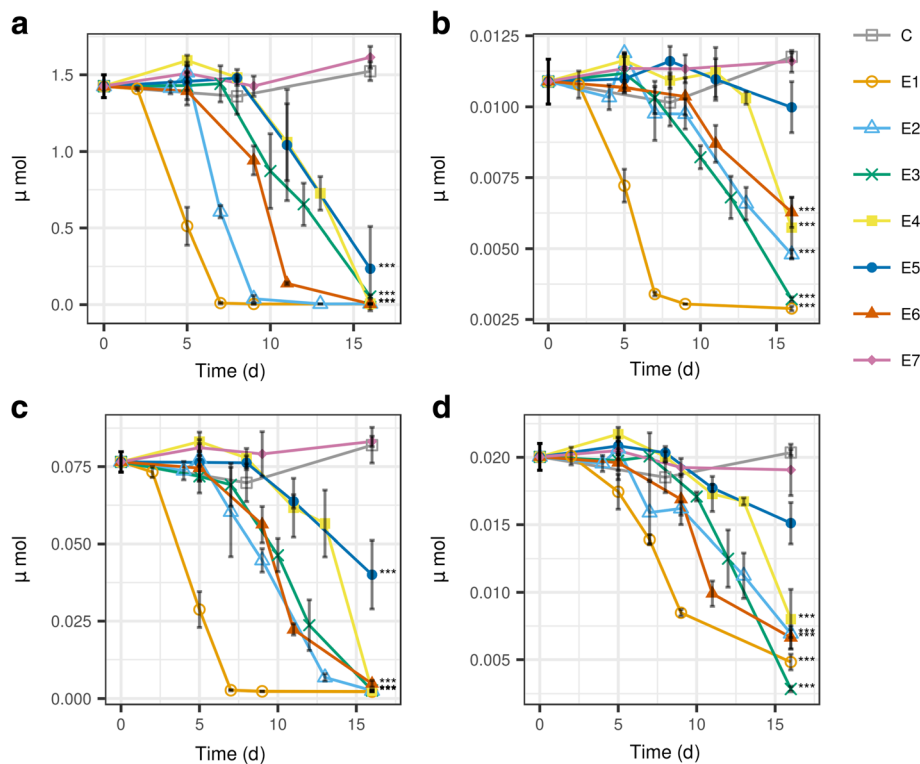 a
μ mol
1.5
1.0
0.5
0.0
0 5 10 15
Time (d)
***
***
***
b
μ mol
0.0125
0.0100
0.0075
0.0050
0.0025
0 5 10 15
Time (d)
***
***
***
***
***
C
E1
E2
E3
E4
E5
E6
E7
c
μ mol
0.075
0.050
0.025
0.000
0 5 10 15
Time (d)
***
***
***
d
μ mol
0.020
0.015
0.010
0.005
0 5 10 15
Time (d)
***
***
***
***
***